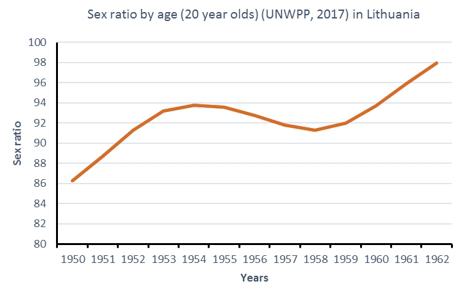 Sex ratio by age (20 year olds) (UNWPP, 2017) in Lithuania
100
98
96
94
92
90
88
86
84
82
80
Sex ratio
1950 1951 1952 1953 1954 1955 1956 1957 1958 1959 1960 1961 1962
Years